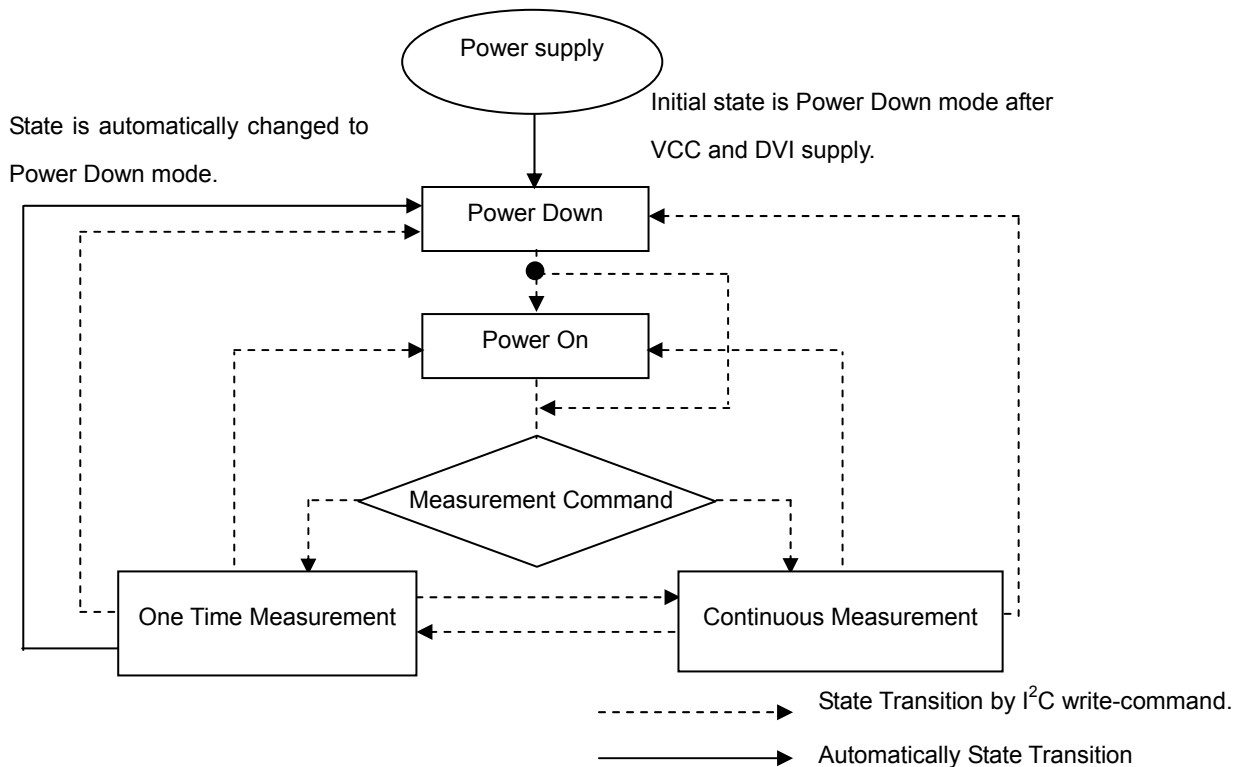 Power supply
Initial state is Power Down mode after
VCC and DVI supply.
State is automatically changed to
Power Down mode.
Power Down
Power On
Measurement Command
One Time Measurement
Continuous Measurement
State Transition by I²C write-command.
Automatically State Transition